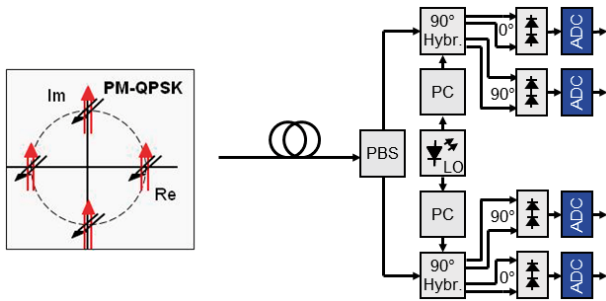 PM-QPSK
Im
Re
PBS
90°
Hybr.
0°
90°
ADC
ADC
PC
LO
PC
90°
Hybr.
90°
0°
ADC
ADC